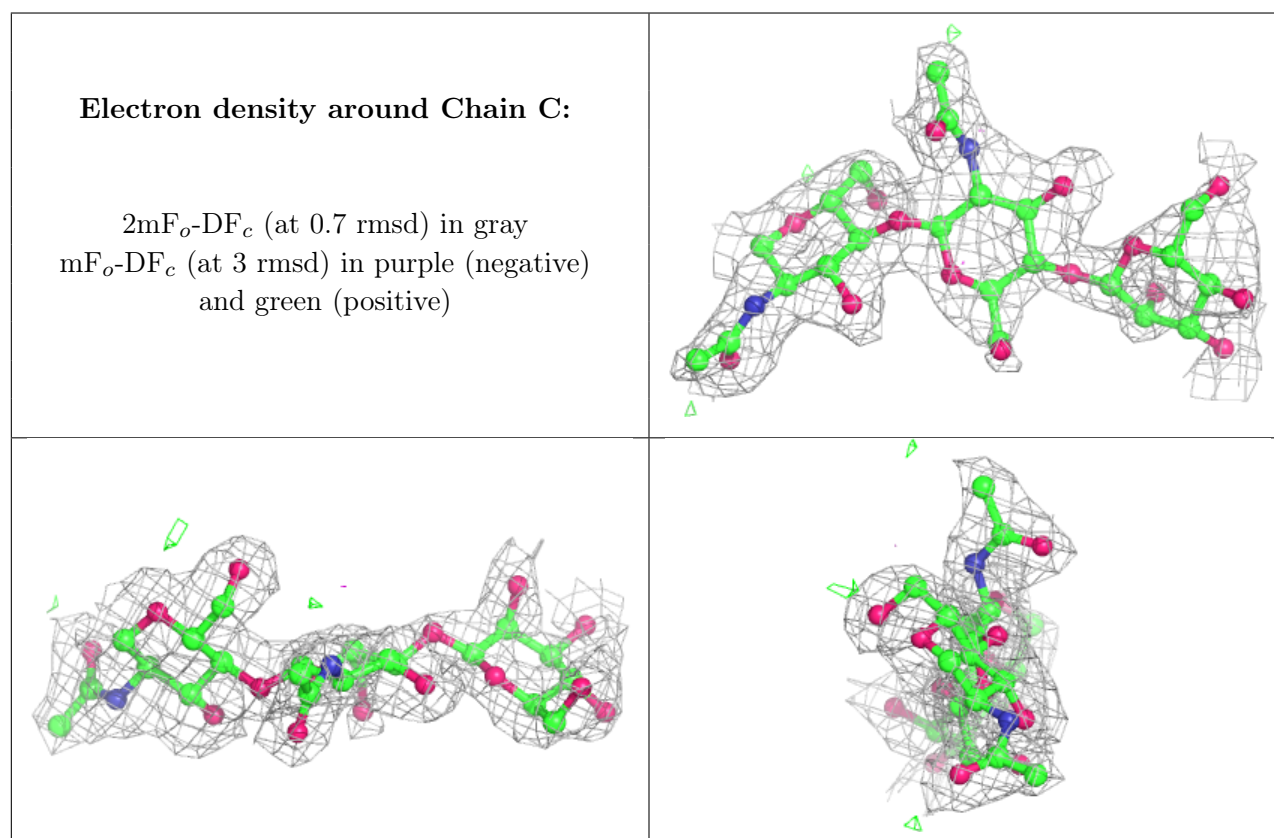 Electron density around Chain C:
2mFo-DFc (at 0.7 rmsd) in gray
mFo-DFc (at 3 rmsd) in purple (negative)
and green (positive)